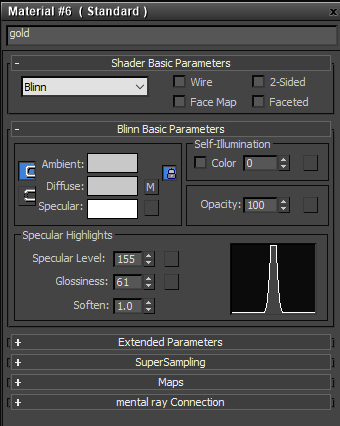 Material #6 ( Standard ) x
gold
- Shader Basic Parameters
Blinn Wire 2-Sided
Face Map Faceted
- Blinn Basic Parameters
Self-Illumination
Ambient: Color 0
Diffuse: M
Specular: Opacity: 100
Specular Highlights
Specular Level: 155
Glossiness: 61
Soften: 1.0
+ Extended Parameters
+ SuperSampling
+ Maps
+ mental ray Connection